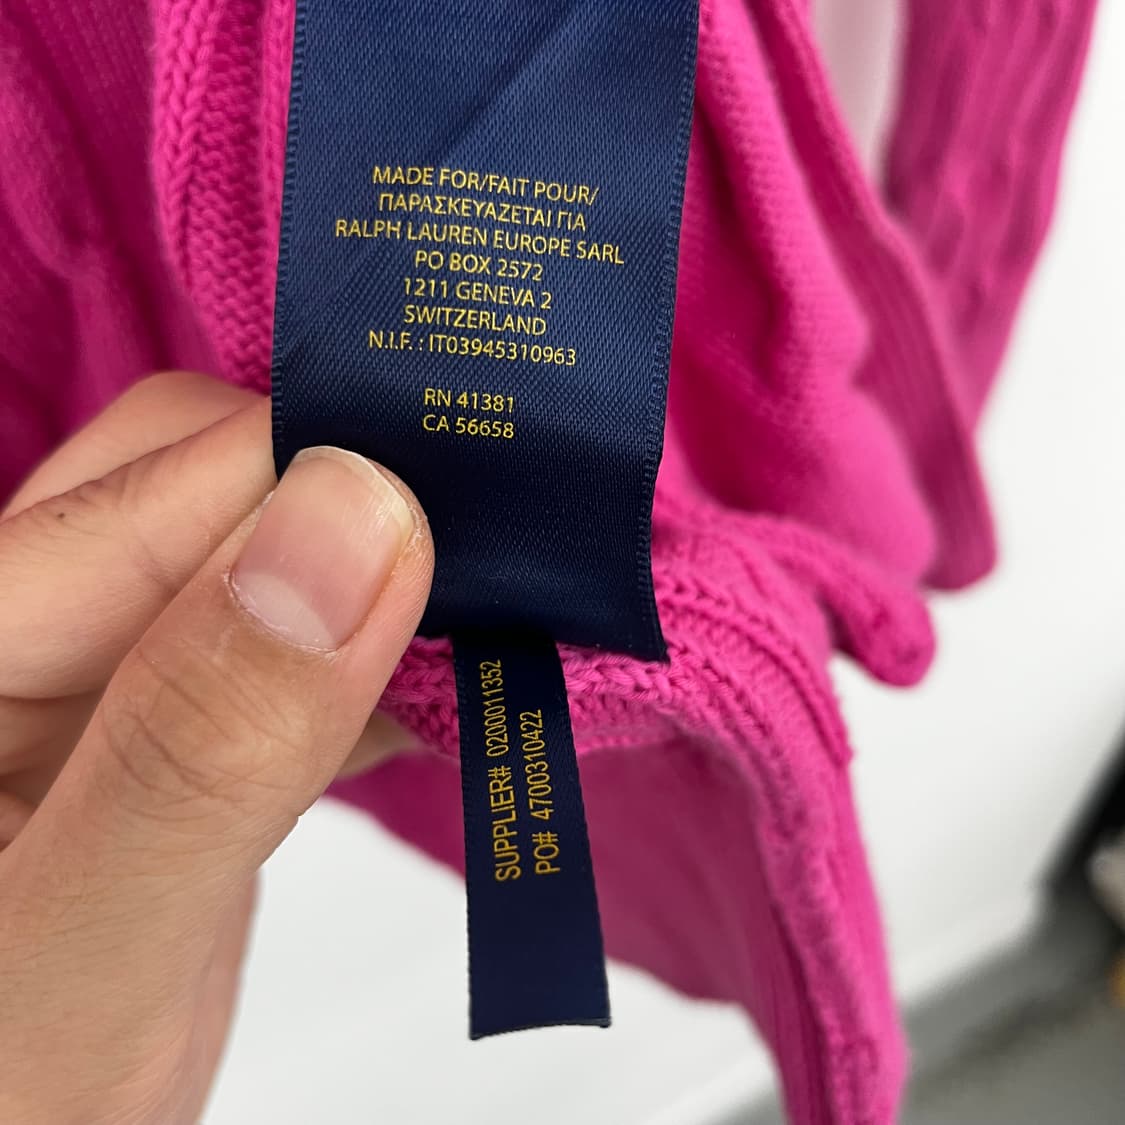 MADE FOR/FAIT POUR/
ΠΑΡΑΣΚΕΥΑΖΕΤΑΙ ΓΙΑ
RALPH LAUREN EUROPE SARL
PO BOX 2572
1211 GENEVA 2
SWITZERLAND
N.I.F. : IT03945310963
RN 41381
CA 56658
SUPPLIER# 0200011352
PO# 4700310422